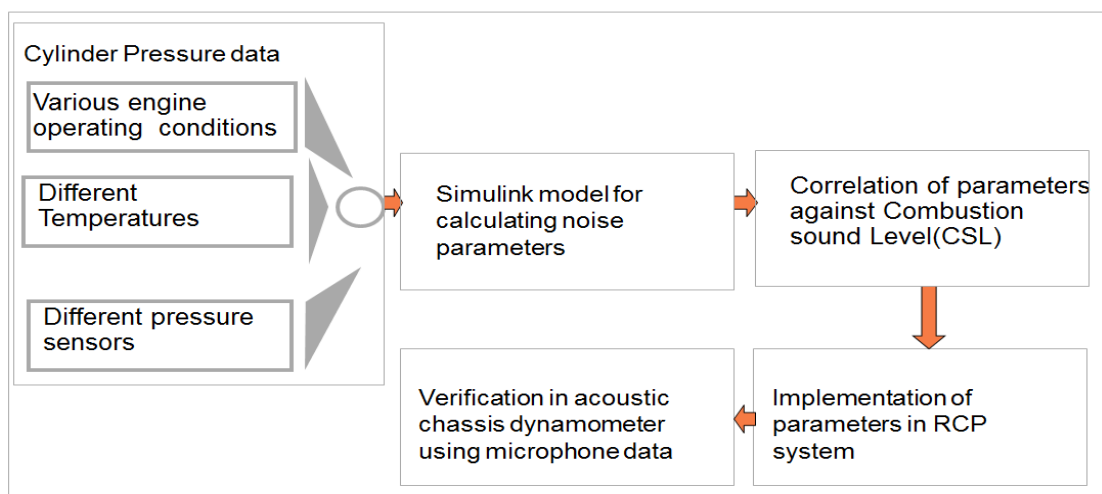 Cylinder Pressure data
Various engine
operating conditions
Different
Temperatures
Different pressure
sensors
Simulink model for
calculating noise
parameters
Correlation of parameters
against Combustion
sound Level(CSL)
Implementation of
parameters in RCP
system
Verification in acoustic
chassis dynamometer
using microphone data